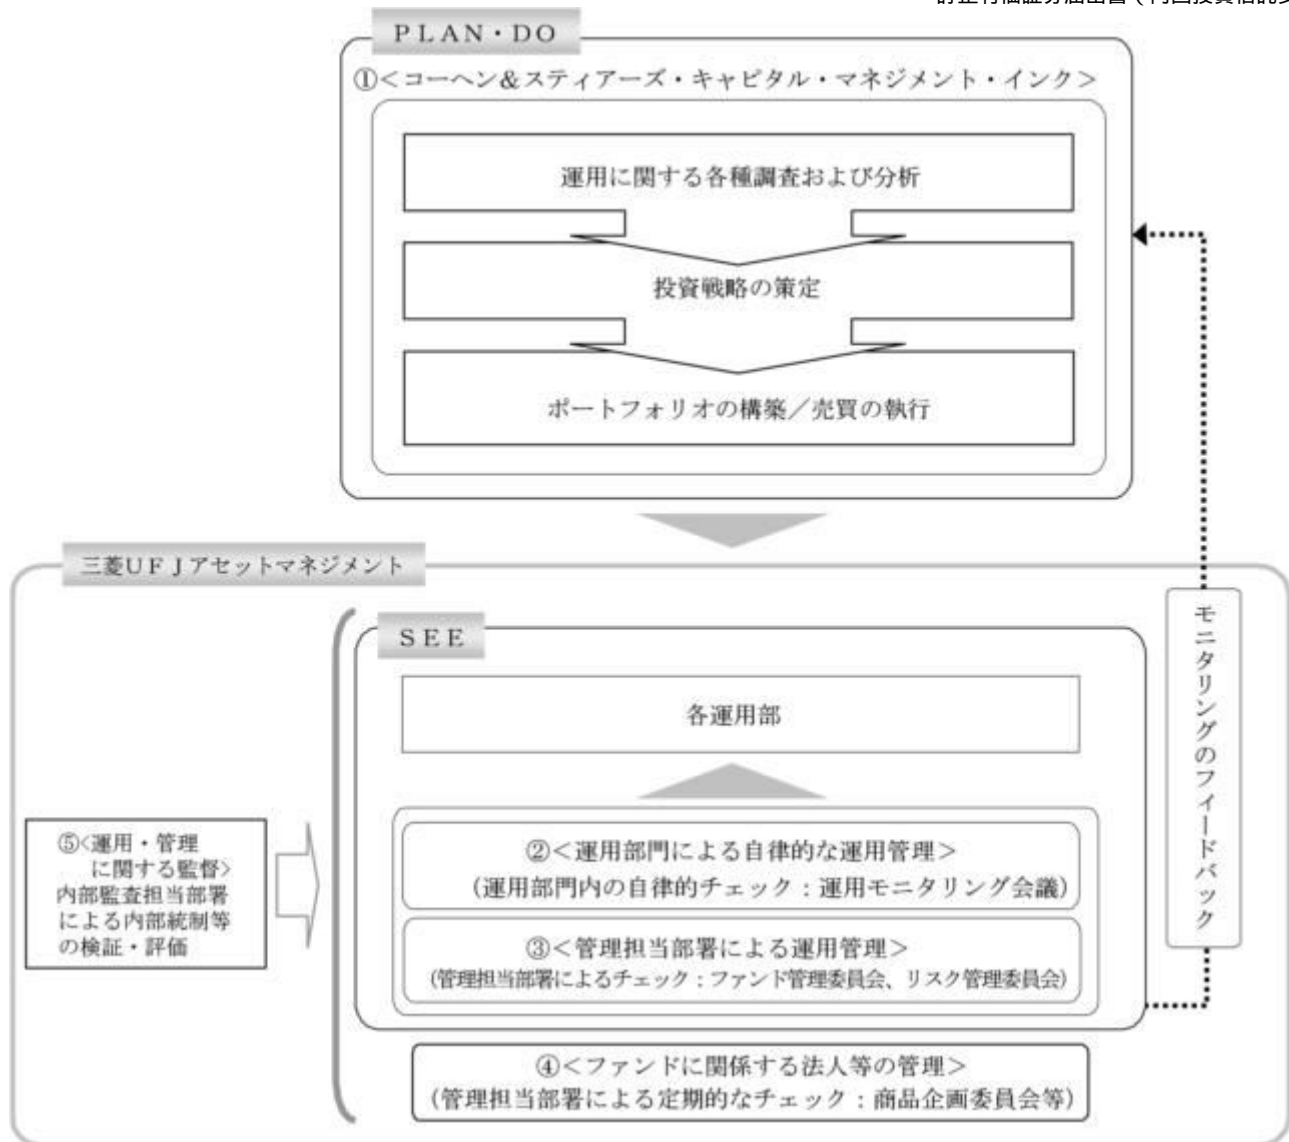 PLAN・DO
①<コーヘン&スティアーズ・キャピタル・マネジメント・インク>
運用に関する各種調査および分析
投資戦略の策定
ポートフォリオの構築/売買の執行
三菱UFJアセットマネジメント
SEE
各運用部
②<運用部門による自律的な運用管理>
(運用部門内の自律的チェック:運用モニタリング会議)
③<管理担当部署による運用管理>
(管理担当部署によるチェック:ファンド管理委員会、リスク管理委員会)
④<ファンドに関係する法人等の管理>
(管理担当部署による定期的なチェック:商品企画委員会等)
⑤<運用・管理
に関する監督>
内部監査担当部署
による内部統制等
の検証・評価
モニタリングのフィードバック